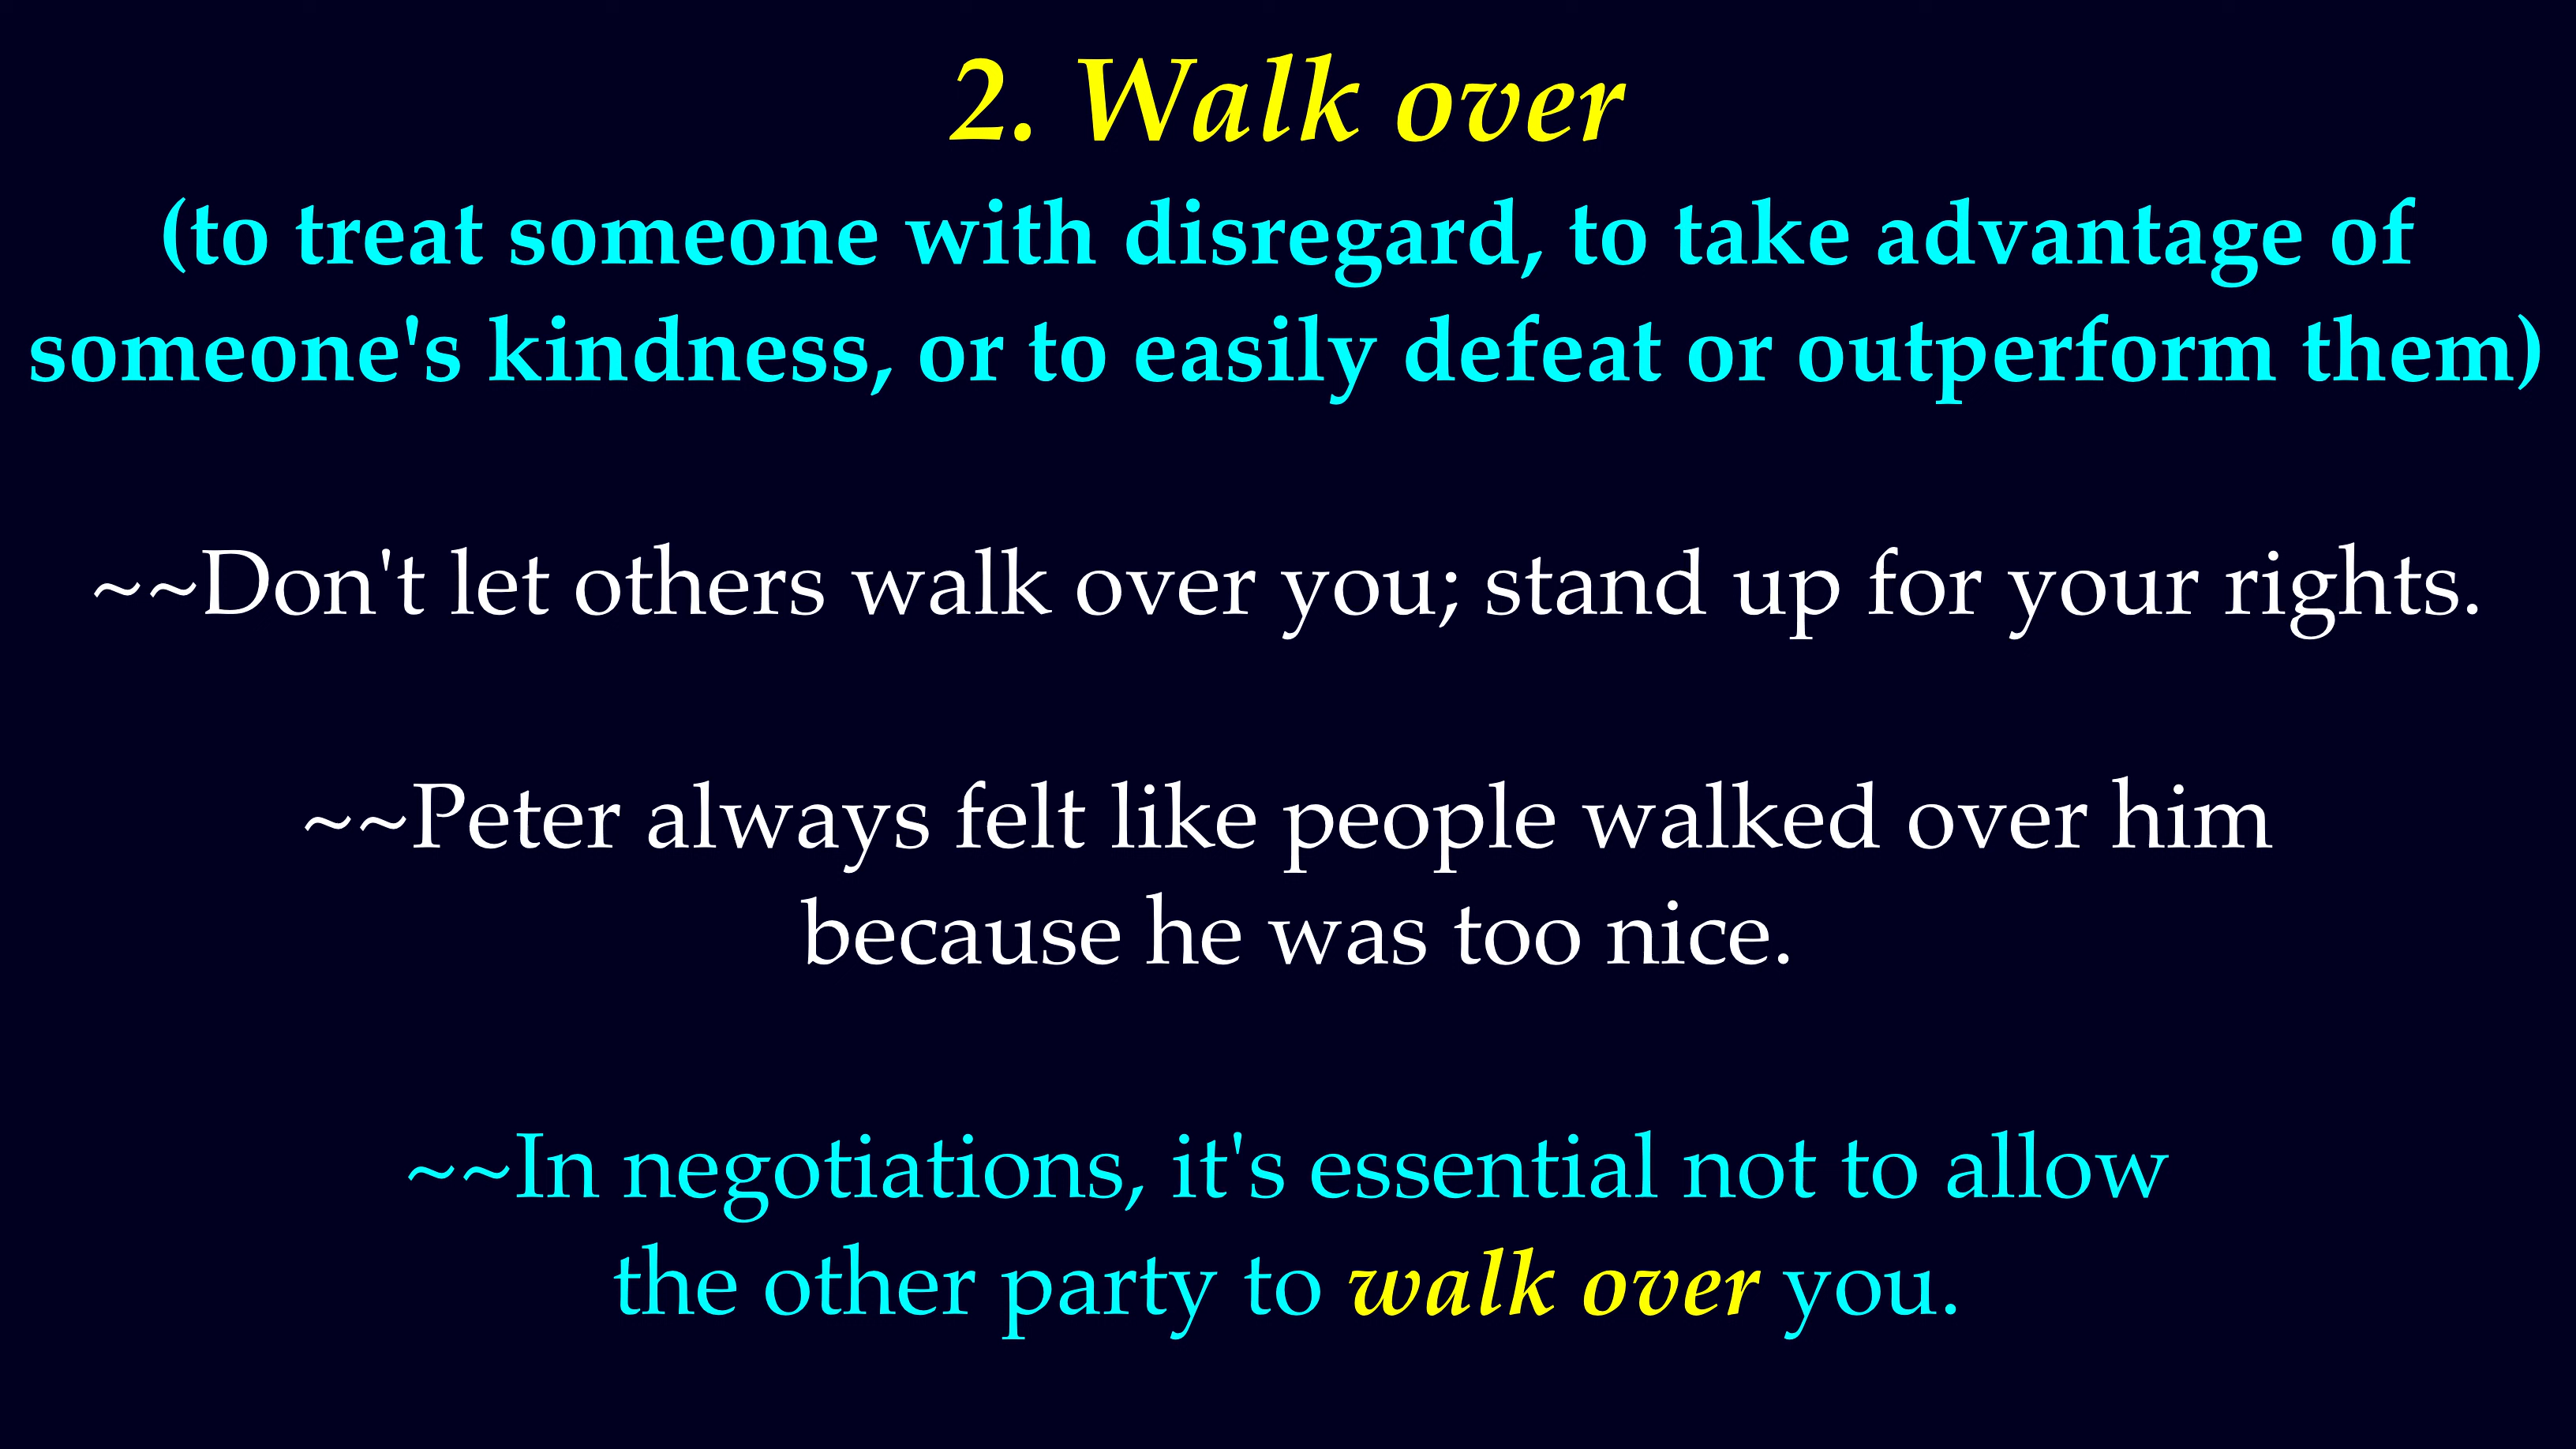 2. Walk over
(to treat someone with disregard, to take advantage of
someone's kindness, or to easily defeat or outperform them)
~~Don't let others walk over you; stand up for your rights.
~~Peter always felt like people walked over him
because he was too nice.
~~In negotiations, it's essential not to allow
the other party to walk over you.